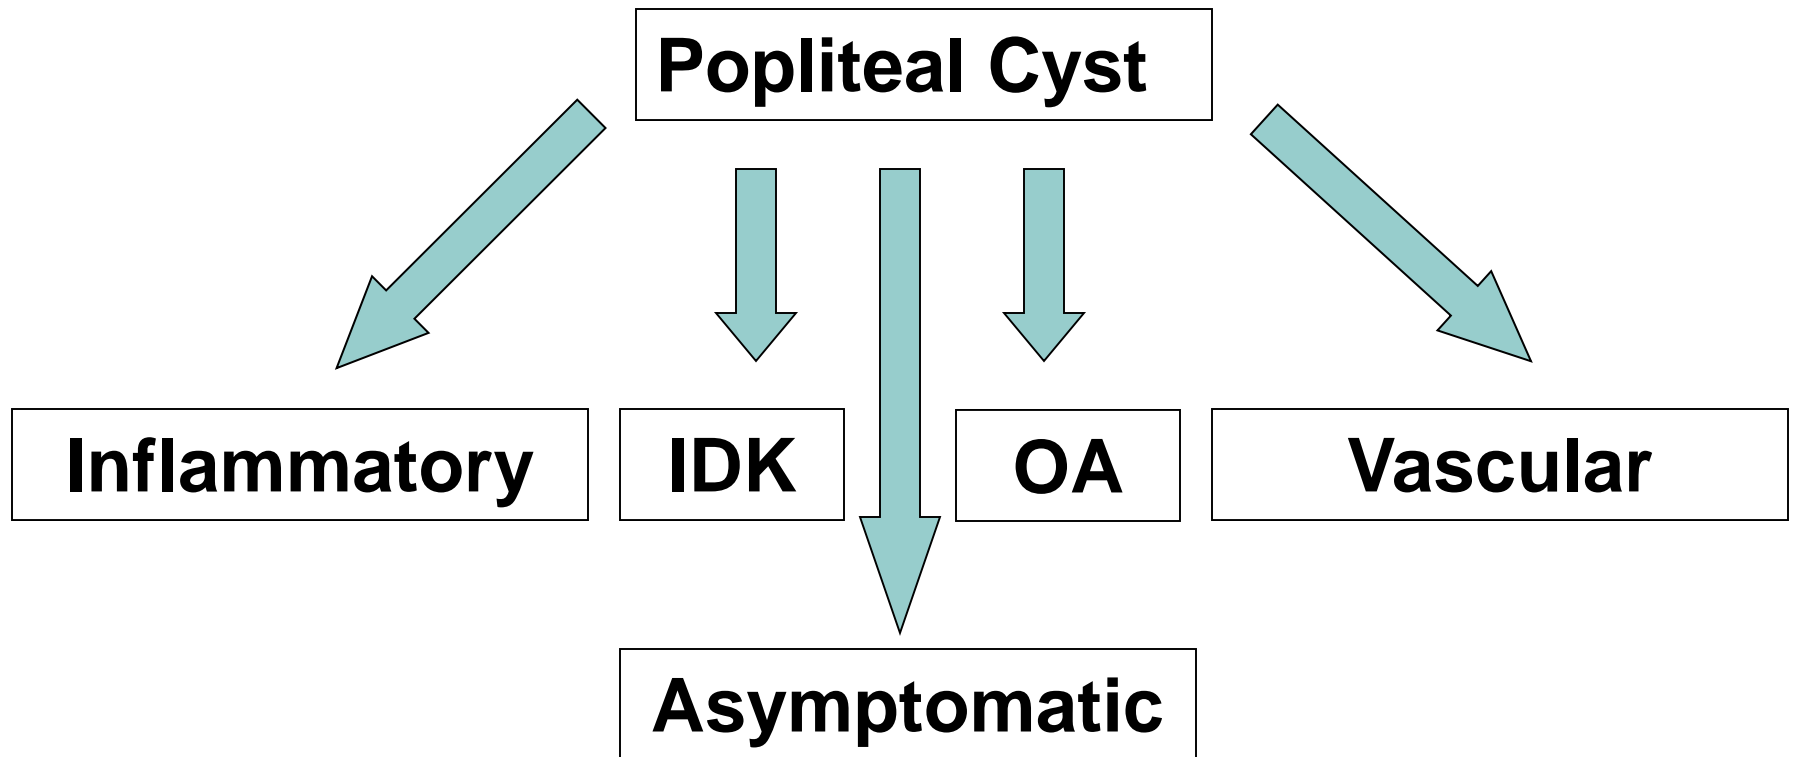 Popliteal Cyst
Inflammatory
IDK
OA
Vascular
Asymptomatic